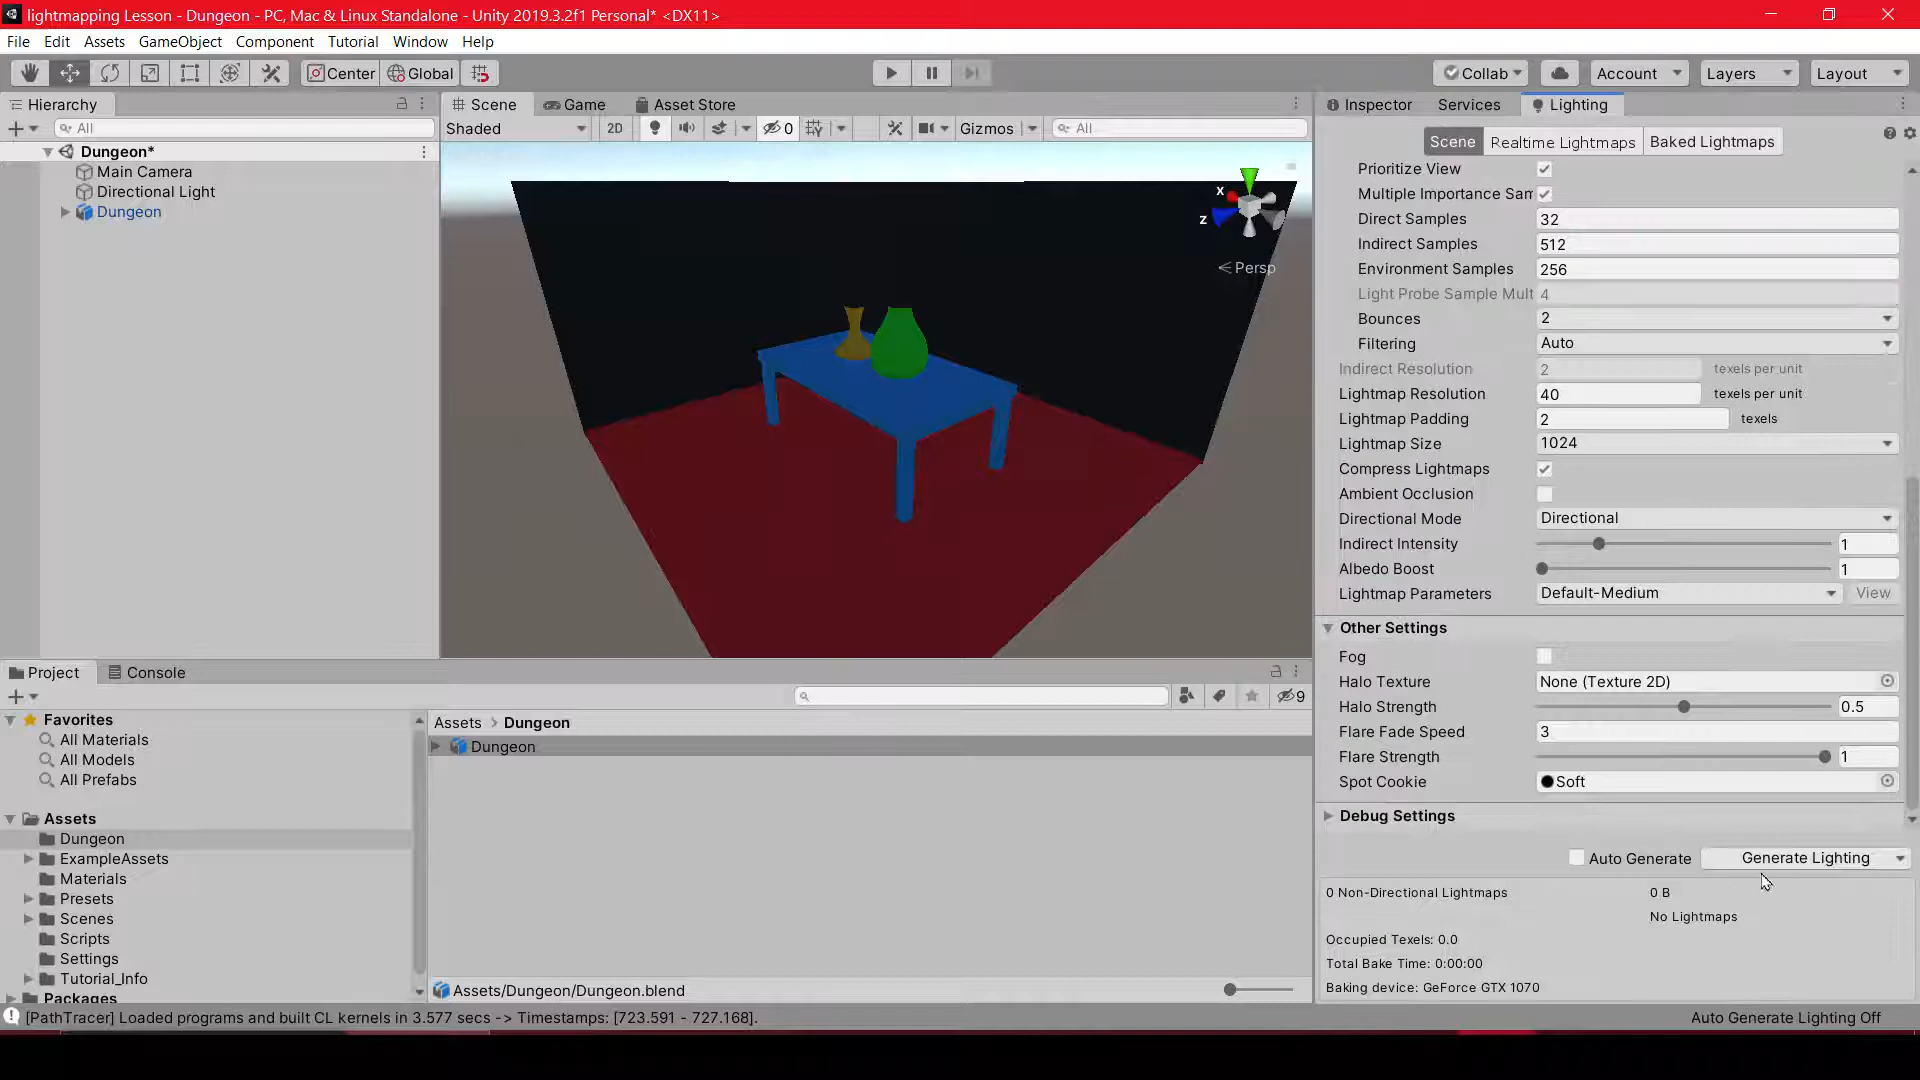 lightmapping Lesson - Dungeon - PC, Mac & Linux Standalone - Unity 2019.3.2f1 Personal* <DX11>
File Edit Assets GameObject Component Tutorial Window Help
Center Global Collab Account Layers Layout
Hierarchy
All
Dungeon*
Main Camera
Directional Light
Dungeon
Scene Game Asset Store
Shaded 2D 0 Gizmos All
x
z
Persp
Inspector Services Lighting
Scene Realtime Lightmaps Baked Lightmaps
Prioritize View
Multiple Importance Sam
Direct Samples 32
Indirect Samples 512
Environment Samples 256
Light Probe Sample Mult 4
Bounces 2
Filtering Auto
Indirect Resolution 2 texels per unit
Lightmap Resolution 40 texels per unit
Lightmap Padding 2 texels
Lightmap Size 1024
Compress Lightmaps
Ambient Occlusion
Directional Mode Directional
Indirect Intensity 1
Albedo Boost 1
Lightmap Parameters Default-Medium View
Other Settings
Fog
Halo Texture None (Texture 2D)
Halo Strength 0.5
Flare Fade Speed 3
Flare Strength 1
Spot Cookie Soft
Debug Settings
Auto Generate Generate Lighting
0 Non-Directional Lightmaps 0 B
No Lightmaps
Occupied Texels: 0.0
Total Bake Time: 0:00:00
Baking device: GeForce GTX 1070
Project Console
9
Favorites
All Materials
All Models
All Prefabs
Assets
Dungeon
ExampleAssets
Materials
Presets
Scenes
Scripts
Settings
Tutorial_Info
Packages
Assets > Dungeon
Dungeon
Assets/Dungeon/Dungeon.blend
[PathTracer] Loaded programs and built CL kernels in 3.577 secs -> Timestamps: [723.591 - 727.168].
Auto Generate Lighting Off